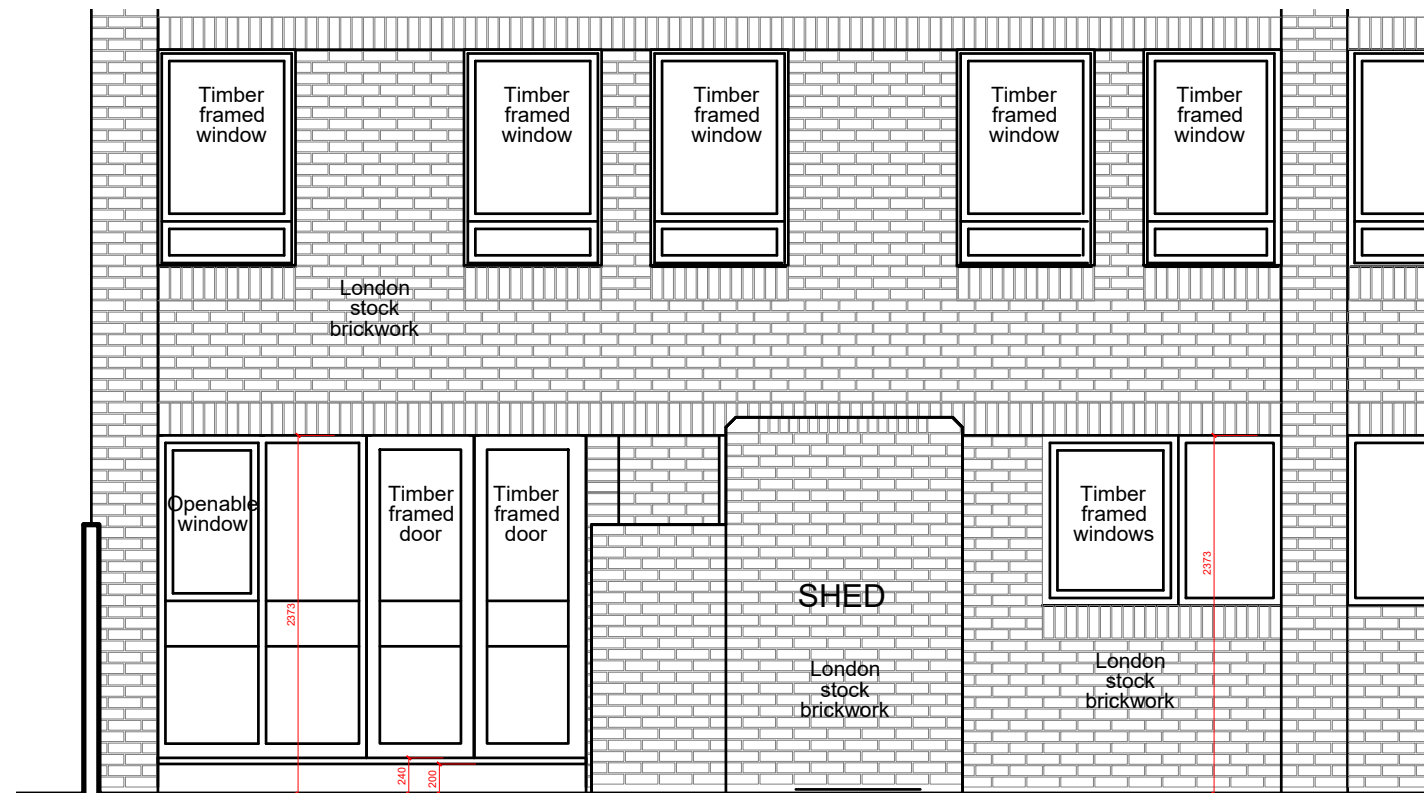 Timber
framed
window
Timber
framed
window
Timber
framed
window
Timber
framed
window
Timber
framed
window
London
stock
brickwork
Openable
window
Timber
framed
door
Timber
framed
door
Timber
framed
windows
2373
SHED
2373
London
stock
brickwork
London
stock
brickwork
240
200